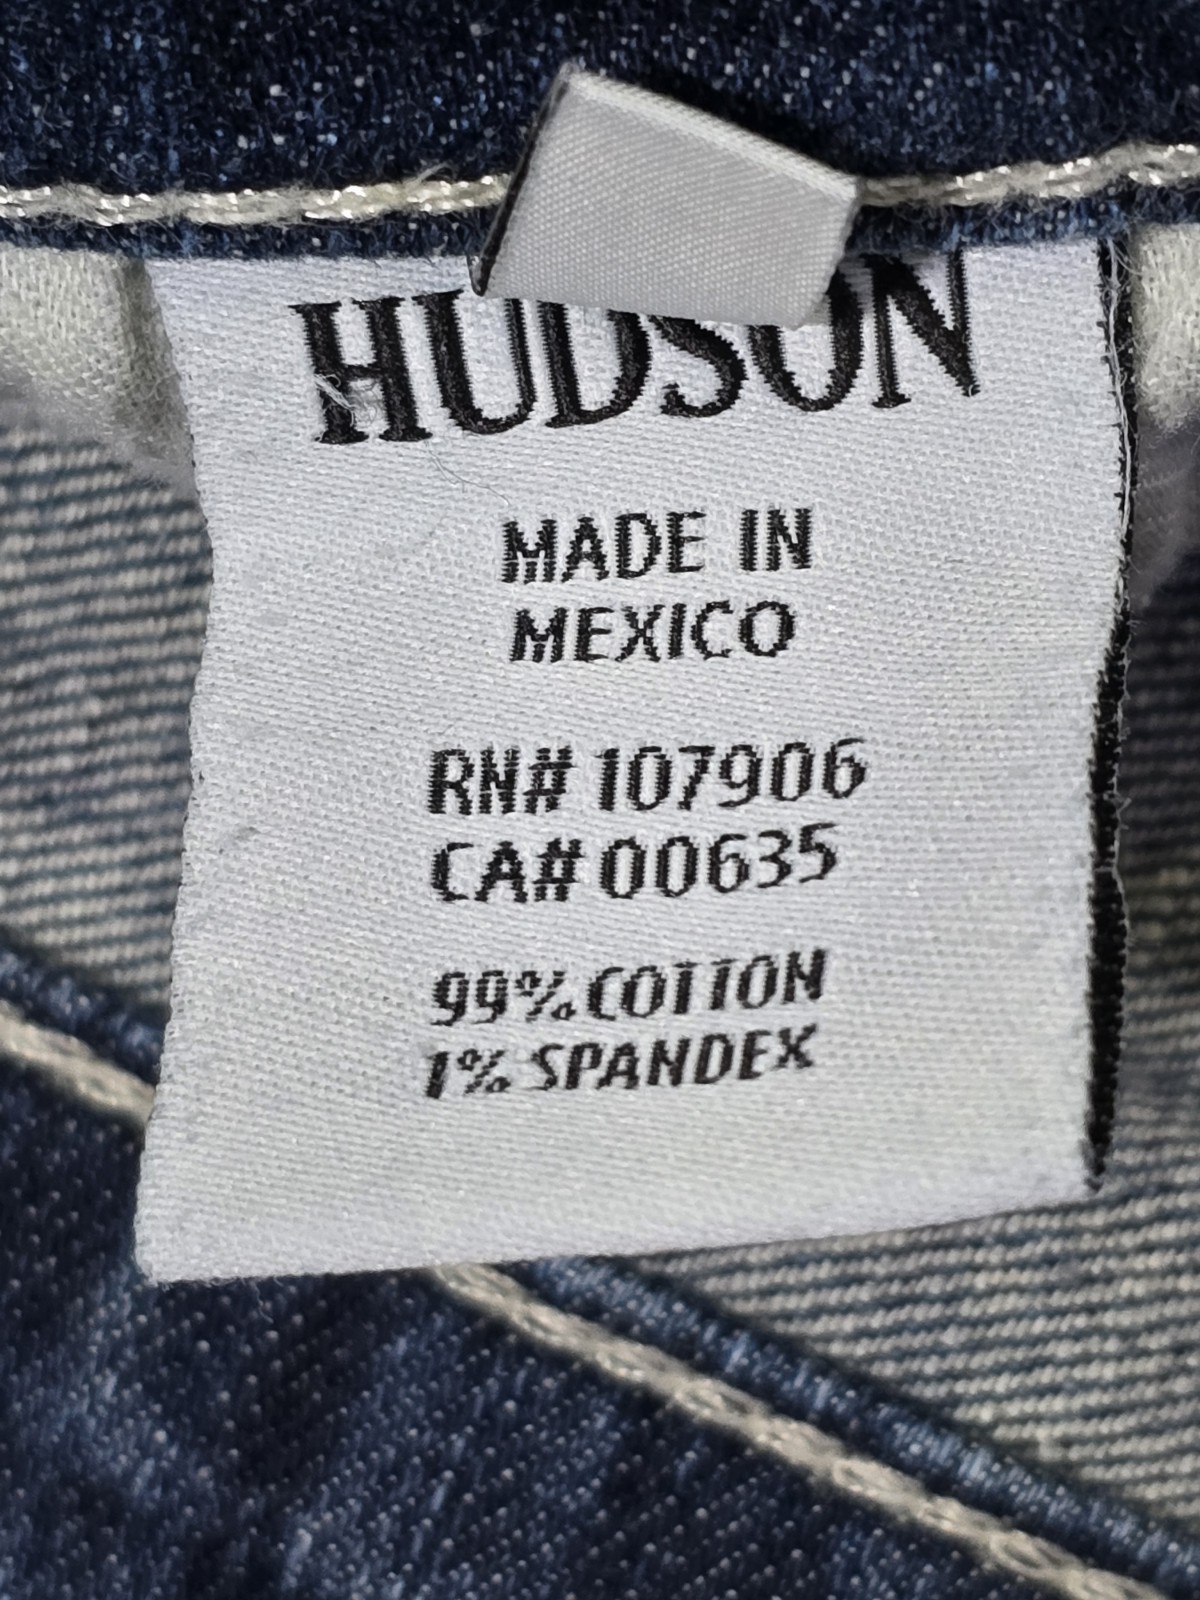 HUDSON
MADE IN
MEXICO
RN# 107906
CA# 00635
99% COTTON
1% SPANDEX